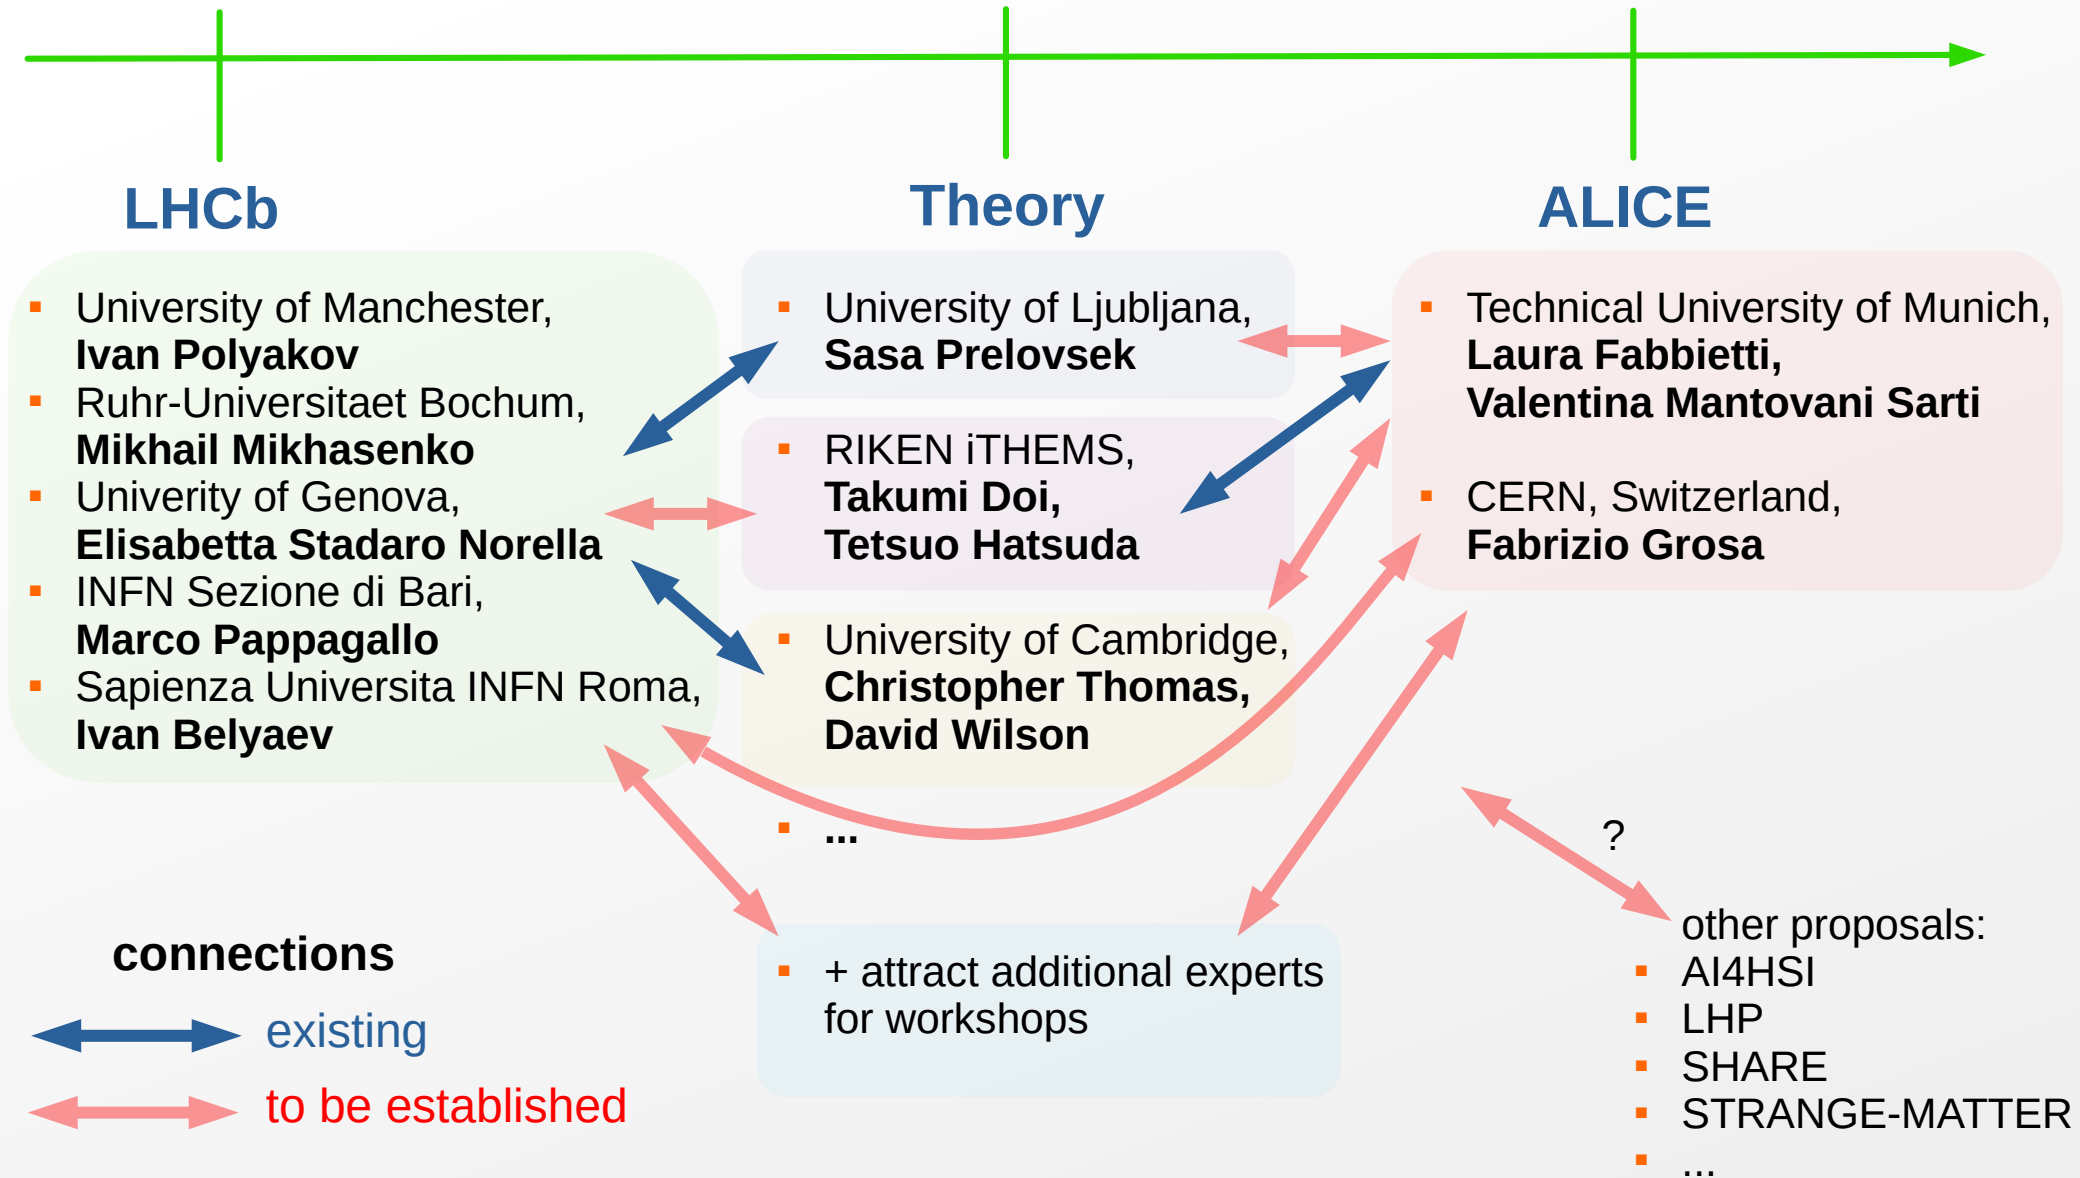 LHCb
University of Manchester,
Ivan Polyakov
Ruhr-Universitaet Bochum,
Mikhail Mikhasenko
Univerity of Genova,
Elisabetta Stadaro Norella
INFN Sezione di Bari,
Marco Pappagallo
Sapienza Universita INFN Roma,
Ivan Belyaev
Theory
University of Ljubljana,
Sasa Prelovsek
RIKEN iTHEMS,
Takumi Doi,
Tetsuo Hatsuda
University of Cambridge,
Christopher Thomas,
David Wilson
...
+ attract additional experts
for workshops
ALICE
Technical University of Munich,
Laura Fabbietti,
Valentina Mantovani Sarti
CERN, Switzerland,
Fabrizio Grosa
?
other proposals:
AI4HSI
LHP
SHARE
STRANGE-MATTER
...
connections
existing
to be established